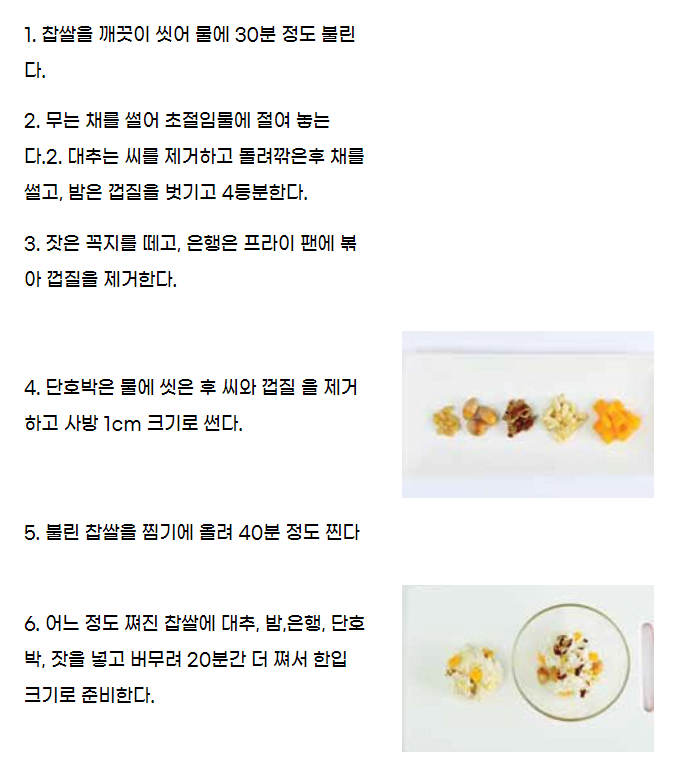 1. 찹쌀을 깨끗이 씻어 물에 30분 정도 불린
다.
2. 무는 채를 썰어 초절임물에 절여 놓는
다.2. 대추는 씨를 제거하고 돌려깎은후 채를
썰고, 밤은 껍질을 벗기고 4등분한다.
3. 잣은 꼭지를 떼고, 은행은 프라이 팬에 볶
아 껍질을 제거한다.
4. 단호박은 물에 씻은 후 씨와 껍질 을 제거
하고 사방 1cm 크기로 썬다.
5. 불린 찹쌀을 찜기에 올려 40분 정도 찐다
6. 어느 정도 쪄진 찹쌀에 대추, 밤,은행, 단호
박, 잣을 넣고 버무려 20분간 더 쪄서 한입
크기로 준비한다.